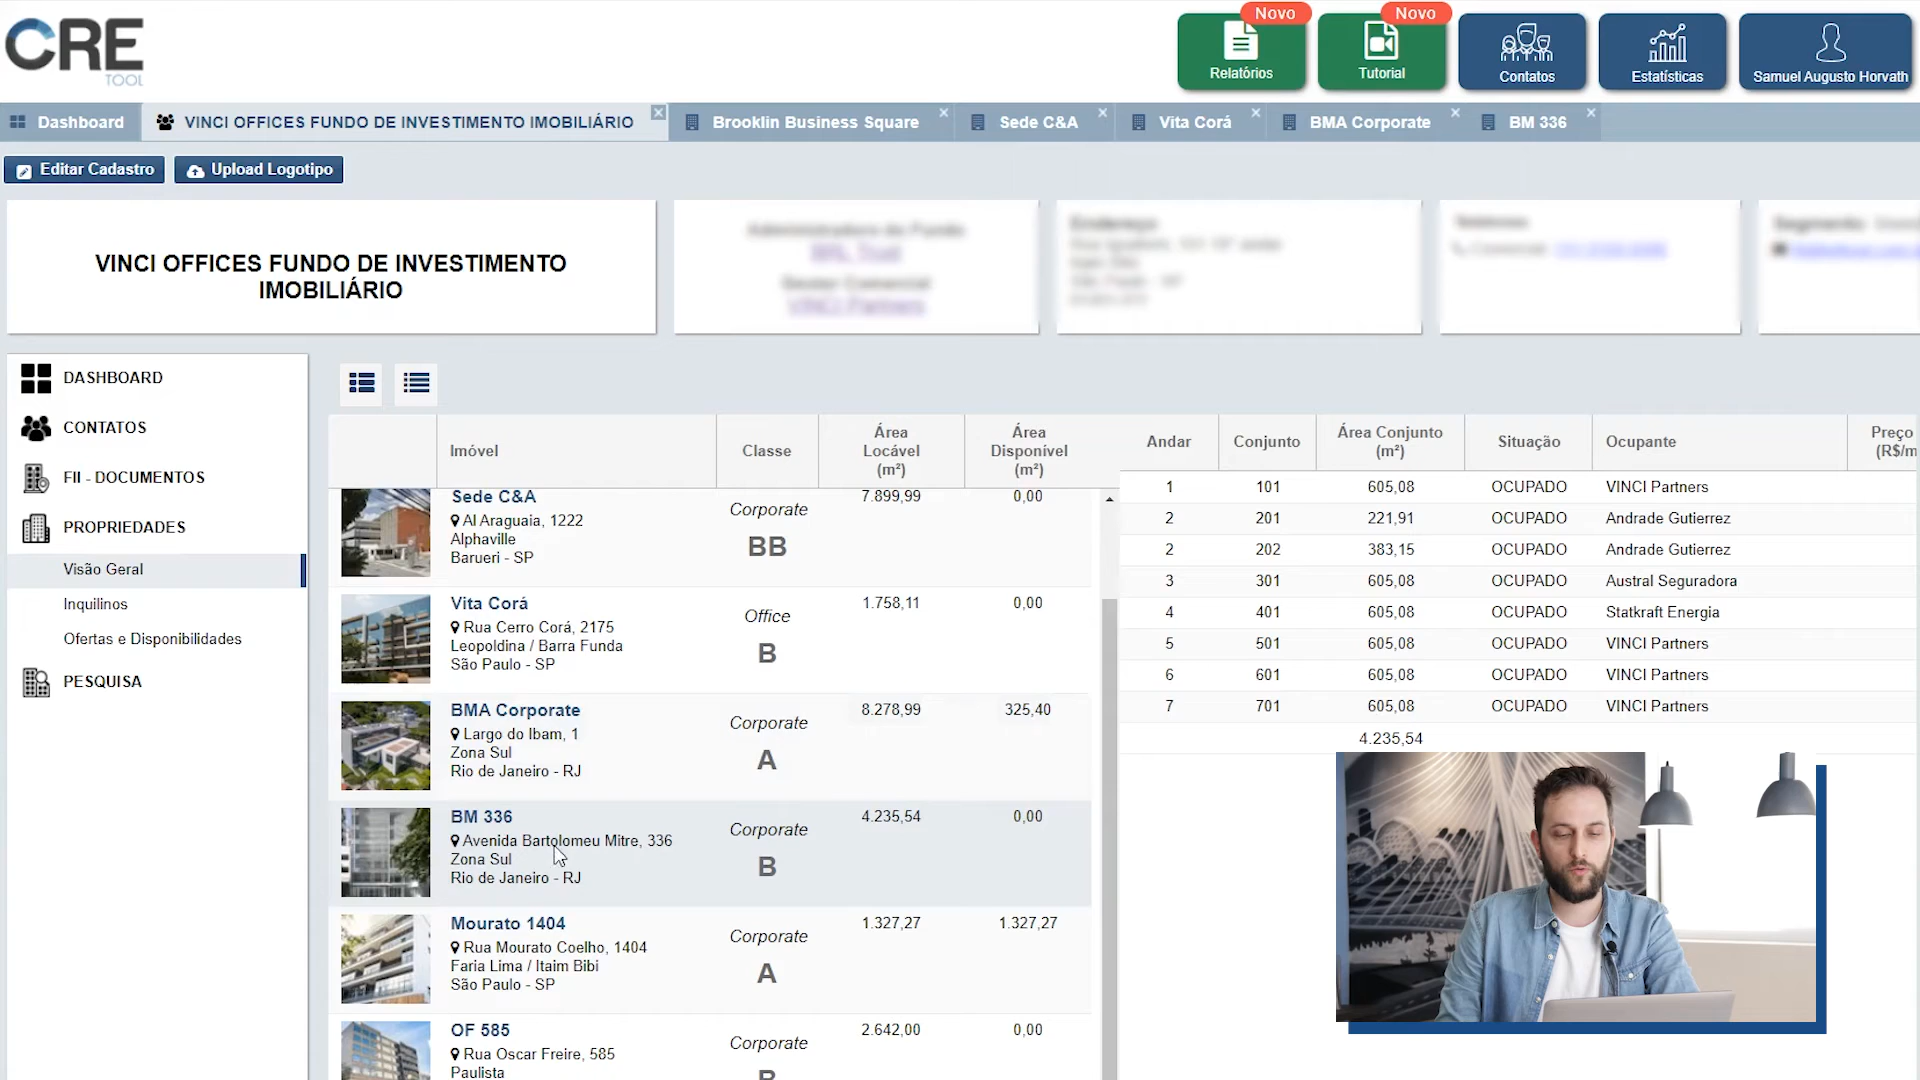 CRE
TOOL
Novo
Relatórios
Novo
Tutorial
Contatos
Estatísticas
Samuel Augusto Horvath
Dashboard
VINCI OFFICES FUNDO DE INVESTIMENTO IMOBILIÁRIO
Brooklin Business Square
Sede C&A
Vita Corá
BMA Corporate
BM 336
Editar Cadastro
Upload Logotipo
VINCI OFFICES FUNDO DE INVESTIMENTO
IMOBILIÁRIO
Administradora do Fundo
BRL Trust
Gestor Comercial
VINCI Partners
Endereço
DASHBOARD
CONTATOS
FII - DOCUMENTOS
PROPRIEDADES
Visão Geral
Inquilinos
Ofertas e Disponibilidades
PESQUISA
Imóvel
Classe
Área
Locável
(m²)
Área
Disponível
(m²)
Sede C&A
Al Araguaia, 1222
Alphaville
Barueri - SP
Corporate
BB
7.899,99
0,00
Vita Corá
Rua Cerro Corá, 2175
Leopoldina / Barra Funda
São Paulo - SP
Office
B
1.758,11
0,00
BMA Corporate
Largo do Ibam, 1
Zona Sul
Rio de Janeiro - RJ
Corporate
A
8.278,99
325,40
BM 336
Avenida Bartolomeu Mitre, 336
Zona Sul
Rio de Janeiro - RJ
Corporate
B
4.235,54
0,00
Mourato 1404
Rua Mourato Coelho, 1404
Faria Lima / Itaim Bibi
São Paulo - SP
Corporate
A
1.327,27
1.327,27
OF 585
Rua Oscar Freire, 585
Paulista
Corporate
2.642,00
0,00
Andar
Conjunto
Área Conjunto
(m²)
Situação
Ocupante
Preço
(R$/m
1 101 605,08 OCUPADO VINCI Partners
2 201 221,91 OCUPADO Andrade Gutierrez
2 202 383,15 OCUPADO Andrade Gutierrez
3 301 605,08 OCUPADO Austral Seguradora
4 401 605,08 OCUPADO Statkraft Energia
5 501 605,08 OCUPADO VINCI Partners
6 601 605,08 OCUPADO VINCI Partners
7 701 605,08 OCUPADO VINCI Partners
4.235,54